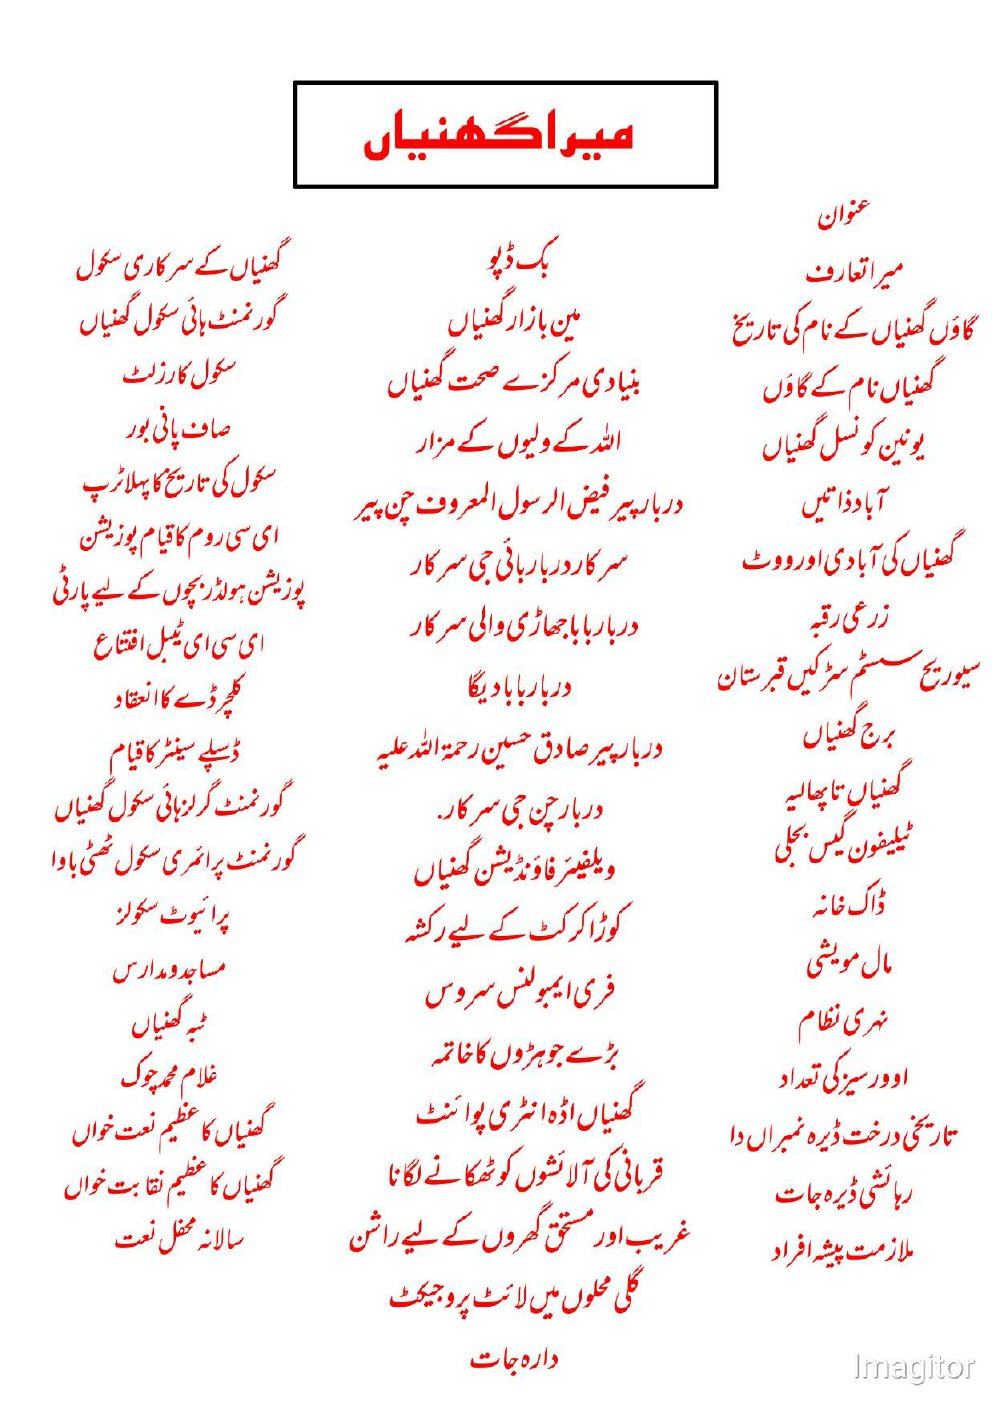 میرا گھنیاں
عنوان
میرا تعارف
گاؤں گھنیاں کے نام کی تاریخ
گھنیاں نام کے گاؤں
یونین کونسل گھنیاں
آباد ذاتیں
گھنیاں کی آبادی اور ووٹ
زرعی رقبہ
سیوریج سسٹم سڑکیں قبرستان
برج گھنیاں
گھنیاں تا پھالیہ
ٹیلیفون گیس بجلی
ڈاک خانہ
مال مویشی
نہری نظام
اوورسیز کی تعداد
تاریخی درخت ڈیرہ نمبراں دا
رہائشی ڈیرہ جات
ملازمت پیشہ افراد
بک ڈپو
مین بازار گھنیاں
بنیادی مرکزے صحت گھنیاں
اللہ کے ولیوں کے مزار
دربار پیر فیض الرسول المعروف چن پیر
سرکار دربار بائی جی سرکار
دربار بابا جھاڑی والی سرکار
دربار بابا دیگا
دربار پیر صادق حسین رحمۃ اللہ علیہ
دربار چن جی سرکار.
ویلفیئر فاؤنڈیشن گھنیاں
کوڑا کرکٹ کے لیے رکشہ
فری ایمبولنس سروس
بڑے جوہڑوں کا خاتمہ
گھنیاں اڈہ انٹری پوائنٹ
قربانی کی آلائشوں کو ٹھکانے لگانا
غریب اور مستحق گھروں کے لیے راشن
گلی محلوں میں لائٹ پروجیکٹ
دارہ جات
گھنیاں کے سرکاری سکول
گورنمنٹ ہائی سکول گھنیاں
سکول کا رزلٹ
صاف پانی بور
سکول کی تاریخ کا پہلا ٹرپ
ای سی روم کا قیام پوزیشن
پوزیشن ہولڈر بچوں کے لیے پارٹی
ای سی ای ٹیبل افتتاع
کلچر ڈے کا انعقاد
ڈسپلے سینٹر کا قیام
گورنمنٹ گرلز ہائی سکول گھنیاں
گورنمنٹ پرائمری سکول ٹھٹی باوا
پرائیوٹ سکولز
مساجد و مدارس
ٹبہ گھنیاں
غلام محمد چوک
گھنیاں کا عظیم نعت خواں
گھنیاں کا عظیم نقابت خواں
سالانہ محفل نعت
Imagitor